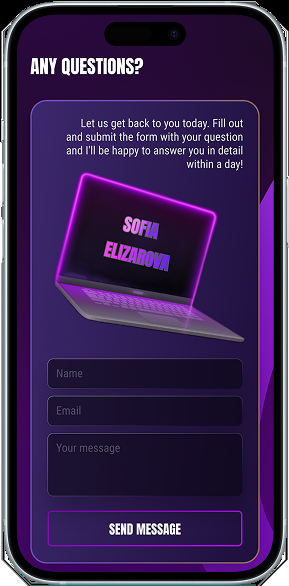 ANY QUESTIONS?
Let us get back to you today. Fill out
and submit the form with your question
and I'll be happy to answer you in detail
within a day!
SOFIA
ELIZAROVA
Name
Email
Your message
SEND MESSAGE